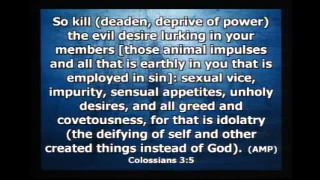 So kill (deaden, deprive of power)
the evil desire lurking in your
members [those animal impulses
and all that is earthly in you that is
employed in sin]: sexual vice,
impurity, sensual appetites, unholy
desires, and all greed and
covetousness, for that is idolatry
(the deifying of self and other
created things instead of God). (AMP)
Colossians 3:5